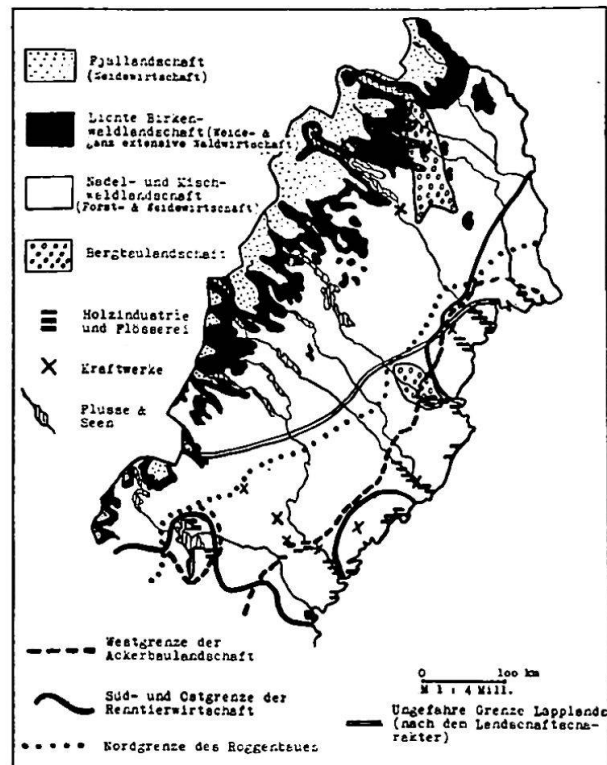 Fjällandschaft
(Weidewirtschaft)
Lichte Birken-
waldlandschaft (Weide- &
ganz extensive Waldwirtschaft)
Nadel- und Misch-
waldlandschaft
(Forst- & Weidewirtschaft)
Bergbaulandschaft
Holzindustrie
und Flösserei
Kraftwerke
Flüsse &
Seen
Westgrenze der
Ackerbaulandschaft
Süd- und Ostgrenze der
Renntierwirtschaft
Nordgrenze des Roggenbaues
0 100 km
M 1 : 4 Mill.
Ungefähre Grenze Lapplands
(nach dem Landschaftscha-
rakter)